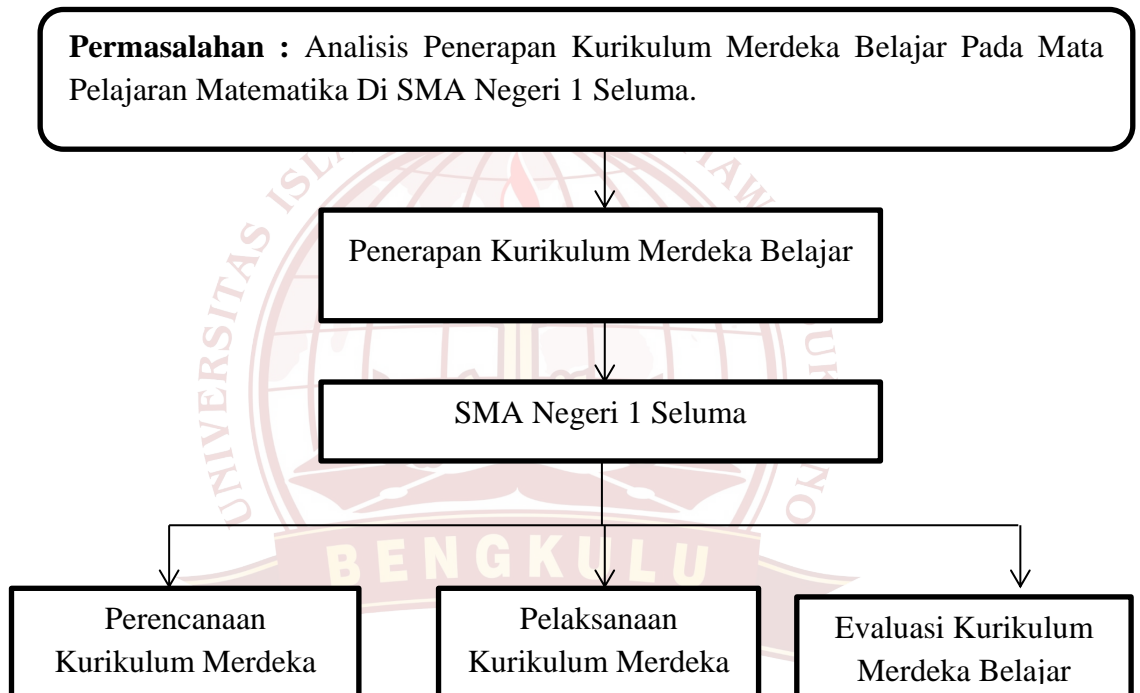 Permasalahan : Analisis Penerapan Kurikulum Merdeka Belajar Pada Mata
Pelajaran Matematika Di SMA Negeri 1 Seluma.
Penerapan Kurikulum Merdeka Belajar
SMA Negeri 1 Seluma
UNIVERSITAS
BENGKULU
Perencanaan
Kurikulum Merdeka
Pelaksanaan
Kurikulum Merdeka
Evaluasi Kurikulum
Merdeka Belajar